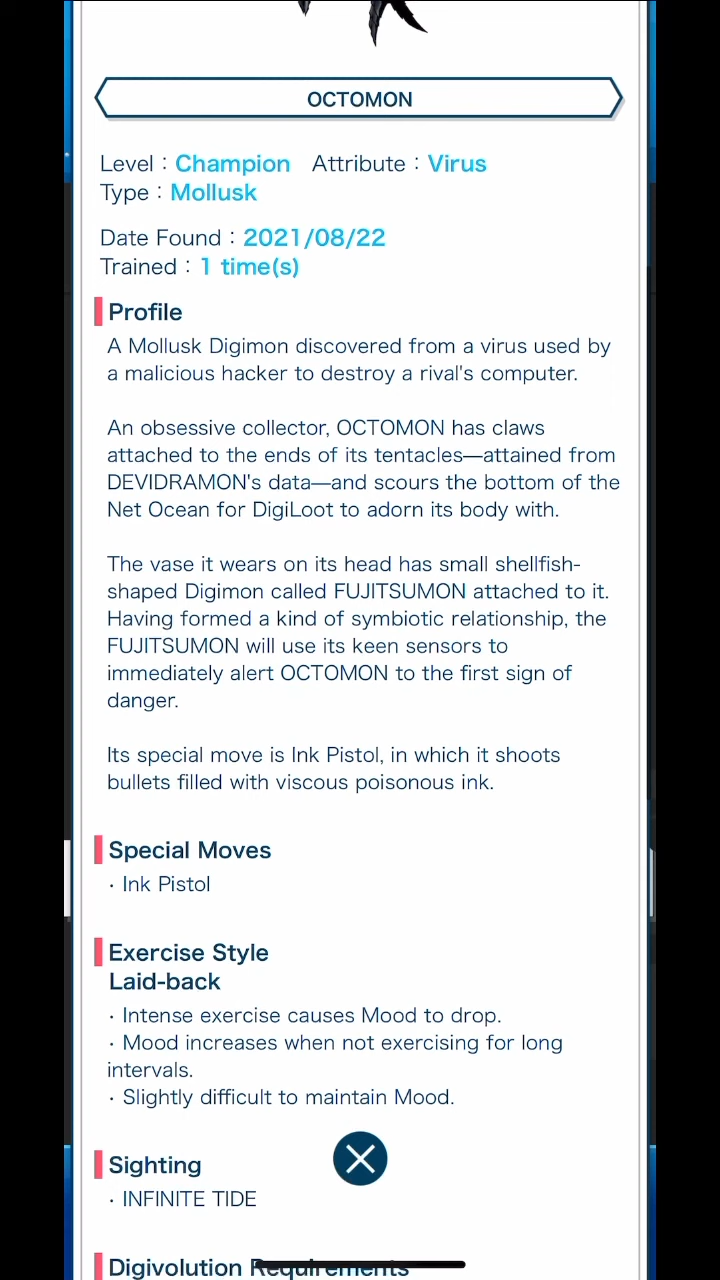 OCTOMON
Level : Champion Attribute : Virus
Type : Mollusk
Date Found : 2021/08/22
Trained : 1 time(s)
Profile
A Mollusk Digimon discovered from a virus used by
a malicious hacker to destroy a rival's computer.
An obsessive collector, OCTOMON has claws
attached to the ends of its tentacles—attained from
DEVIDRAMON's data—and scours the bottom of the
Net Ocean for DigiLoot to adorn its body with.
The vase it wears on its head has small shellfish-
shaped Digimon called FUJITSUMON attached to it.
Having formed a kind of symbiotic relationship, the
FUJITSUMON will use its keen sensors to
immediately alert OCTOMON to the first sign of
danger.
Its special move is Ink Pistol, in which it shoots
bullets filled with viscous poisonous ink.
Special Moves
· Ink Pistol
Exercise Style
Laid-back
· Intense exercise causes Mood to drop.
· Mood increases when not exercising for long
intervals.
· Slightly difficult to maintain Mood.
Sighting
· INFINITE TIDE
Digivolution Requirements